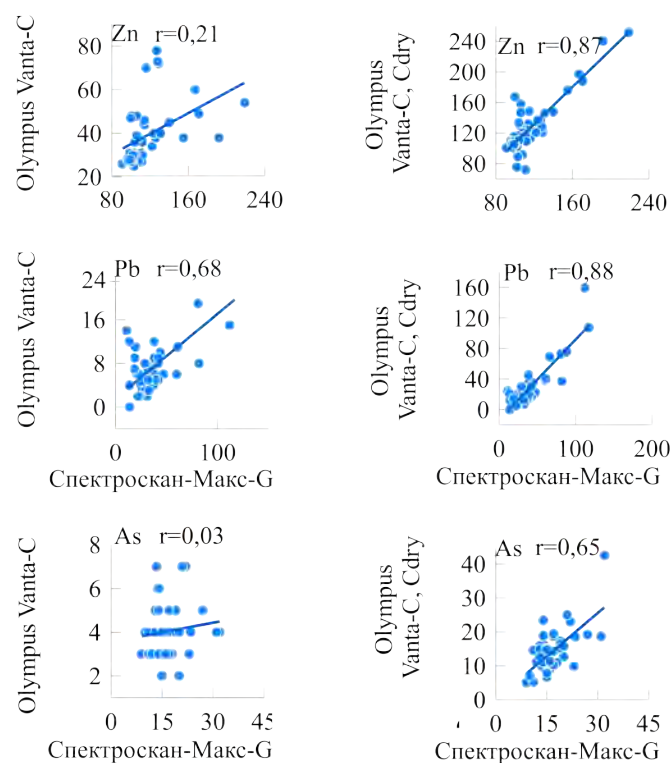 Zn r=0,21
Olympus Vanta-C
80
60
40
20
80 160 240
Zn r=0,87
Olympus
Vanta-C, Cdry
240
200
160
120
80
80 160 240
Pb r=0,68
Olympus Vanta-C
24
16
8
0
0 50 100
Спектроскан-Макс-G
Pb r=0,88
Olympus
Vanta-C, Cdry
160
120
80
40
0
0 100 200
Спектроскан-Макс-G
As r=0,03
Olympus Vanta-C
8
6
4
2
0 15 30 45
Спектроскан-Макс-G
As r=0,65
Olympus
Vanta-C, Cdry
40
30
20
10
0
0 15 30 45
Спектроскан-Макс-G